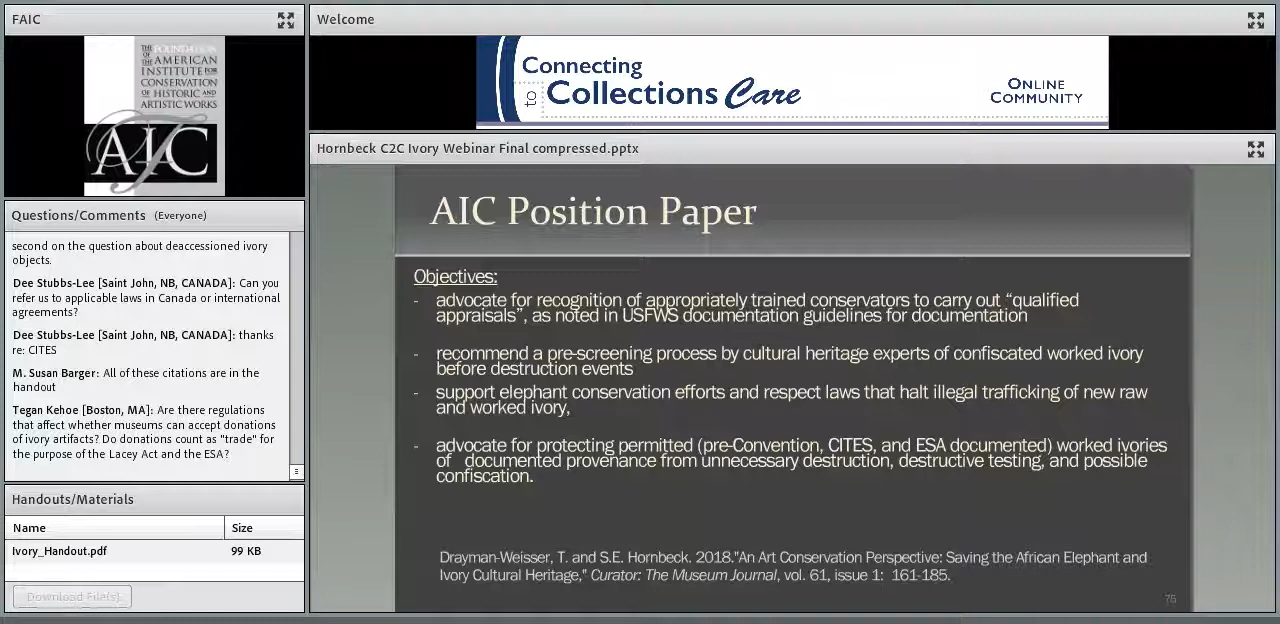 FAIC
THE FOUNDATION
OF THE AMERICAN
INSTITUTE FOR
CONSERVATION
OF HISTORIC AND
ARTISTIC WORKS
AIC
Questions/Comments (Everyone)
second on the question about deaccessioned ivory
objects.
Dee Stubbs-Lee [Saint John, NB, CANADA]: Can you
refer us to applicable laws in Canada or international
agreements?
Dee Stubbs-Lee [Saint John, NB, CANADA]: thanks
re: CITES
M. Susan Barger: All of these citations are in the
handout
Tegan Kehoe [Boston, MA]: Are there regulations
that affect whether museums can accept donations
of ivory artifacts? Do donations count as "trade" for
the purpose of the Lacey Act and the ESA?
Handouts/Materials
Name Size
Ivory_Handout.pdf 99 KB
Download File(s)
Welcome
Connecting
to Collections Care
ONLINE
COMMUNITY
Hornbeck C2C Ivory Webinar Final compressed.pptx
AIC Position Paper
Objectives:
- advocate for recognition of appropriately trained conservators to carry out “qualified
appraisals”, as noted in USFWS documentation guidelines for documentation
- recommend a pre-screening process by cultural heritage experts of confiscated worked ivory
before destruction events
- support elephant conservation efforts and respect laws that halt illegal trafficking of new raw
and worked ivory,
- advocate for protecting permitted (pre-Convention, CITES, and ESA documented) worked ivories
of documented provenance from unnecessary destruction, destructive testing, and possible
confiscation.
Drayman-Weisser, T. and S.E. Hornbeck. 2018."An Art Conservation Perspective: Saving the African Elephant and
Ivory Cultural Heritage," Curator: The Museum Journal, vol. 61, issue 1: 161-185.
75